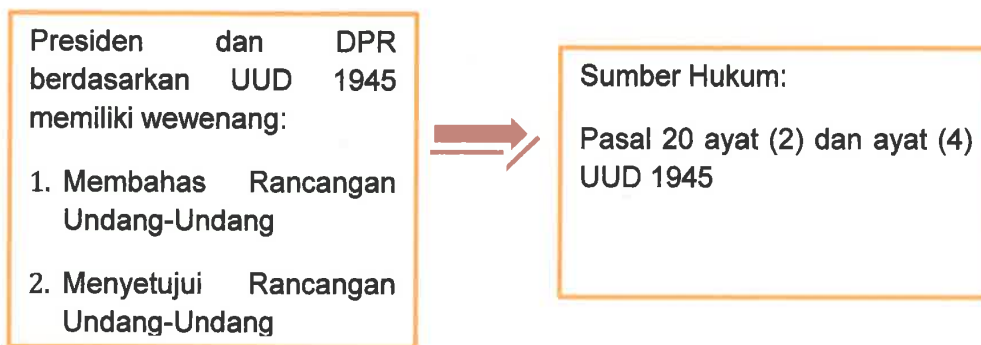 Presiden dan DPR
berdasarkan UUD 1945
memiliki wewenang:
1. Membahas Rancangan
Undang-Undang
2. Menyetujui Rancangan
Undang-Undang
Sumber Hukum:
Pasal 20 ayat (2) dan ayat (4)
UUD 1945